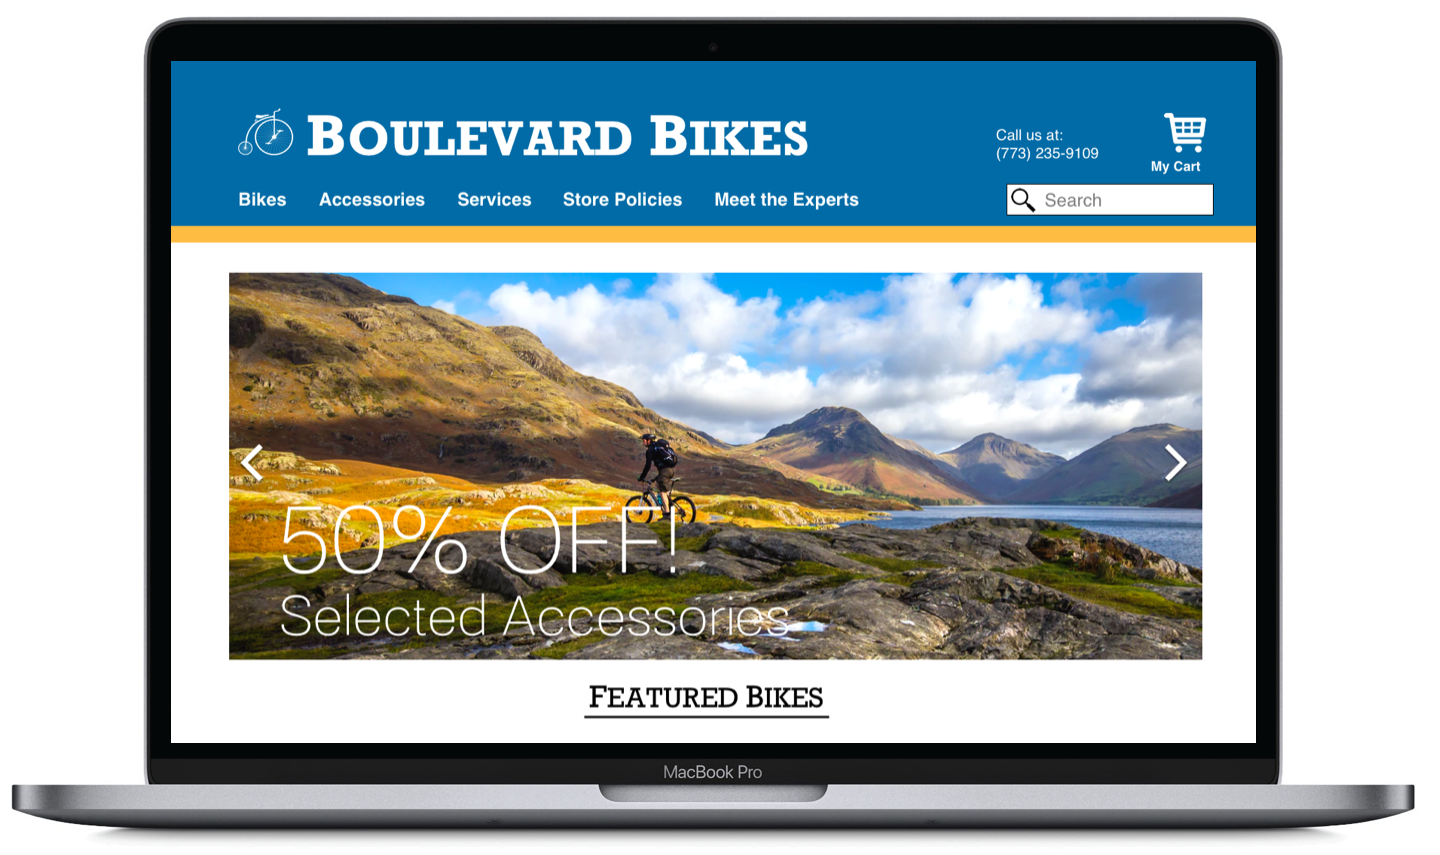 BOULEVARD BIKES
Call us at:
(773) 235-9109
My Cart
Bikes Accessories Services Store Policies Meet the Experts
Search
50% OFF!
Selected Accessories
FEATURED BIKES
MacBook Pro